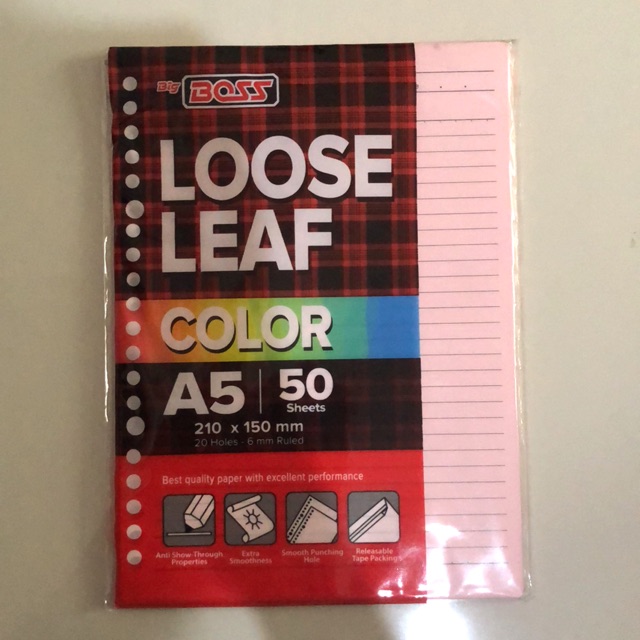 Big BOSS
LOOSE
LEAF
COLOR
A5 | 50
Sheets
210 x 150 mm
20 Holes - 6 mm Ruled
Best quality paper with excellent performance
Anti Show-Through
Properties
Extra
Smoothness
Smooth Punching
Hole
Releasable
Tape Packing